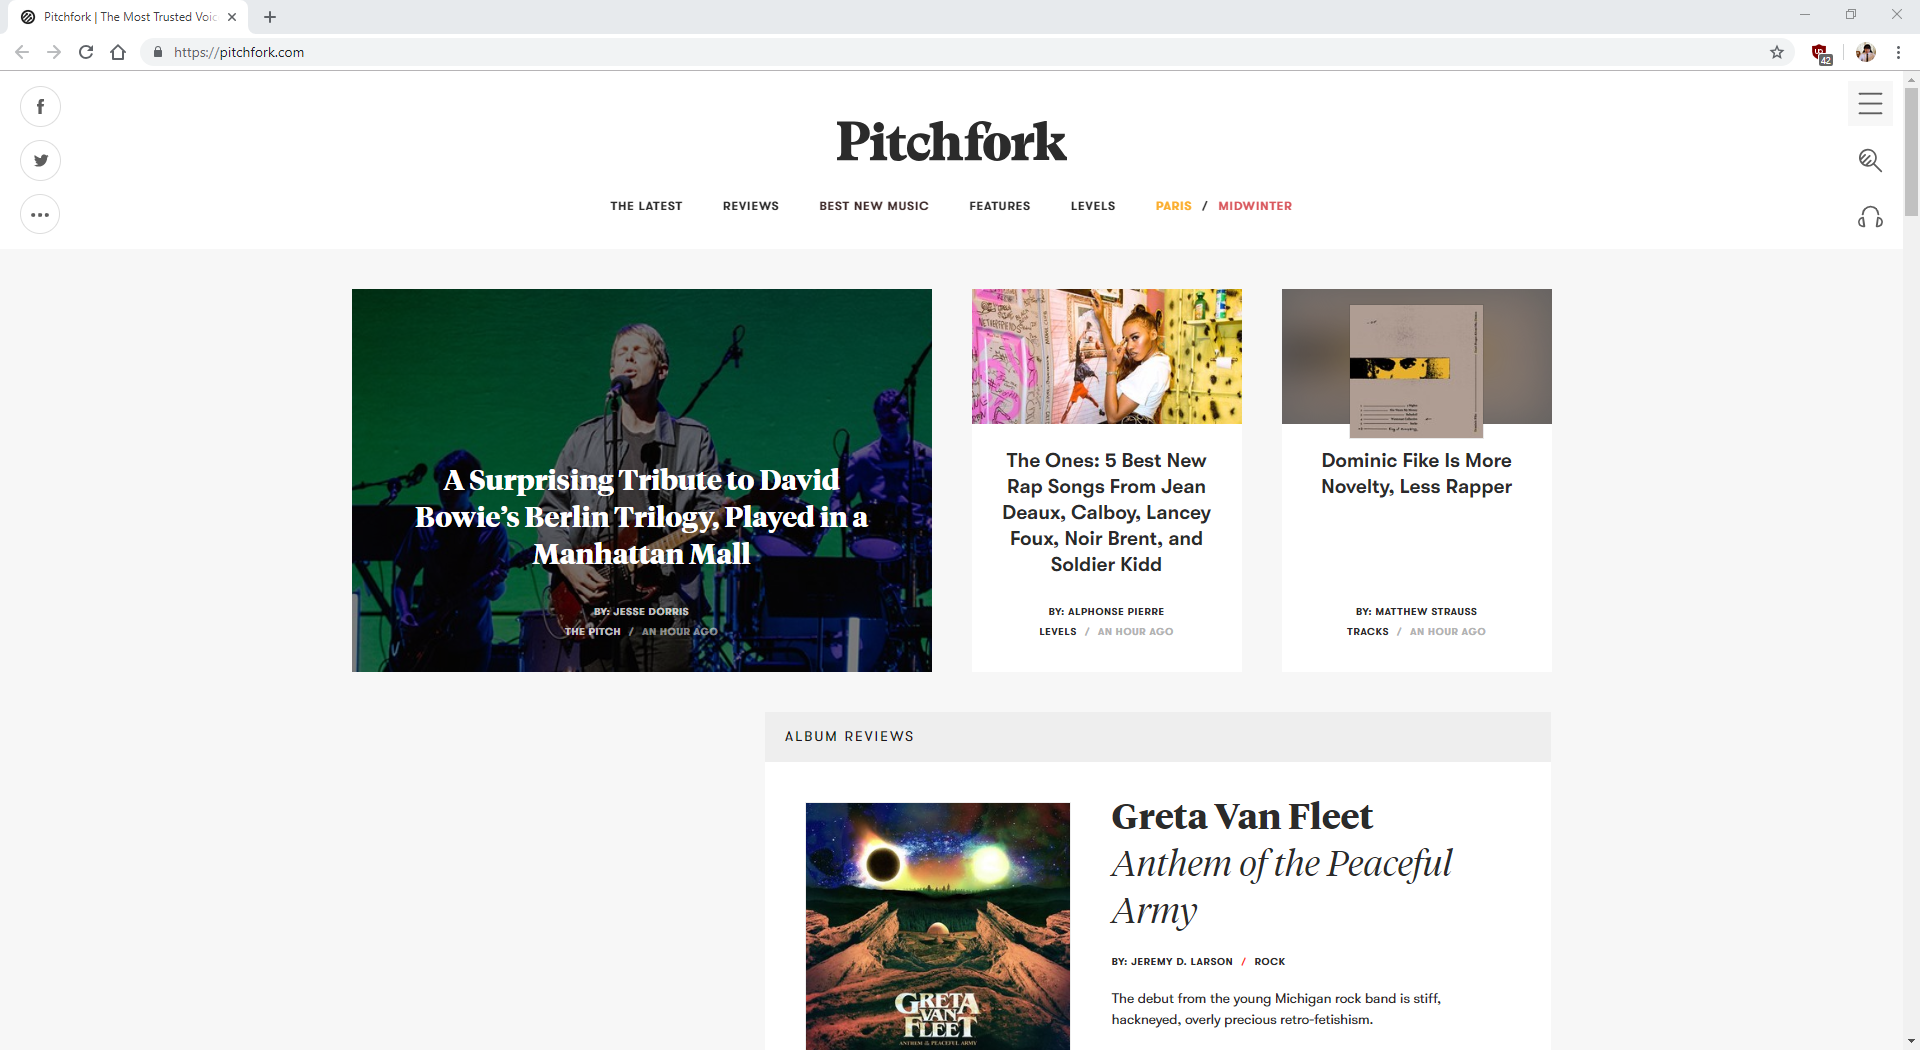 Pitchfork | The Most Trusted Voic
https://pitchfork.com
42
Pitchfork
THE LATEST
REVIEWS
BEST NEW MUSIC
FEATURES
LEVELS
PARIS / MIDWINTER
A Surprising Tribute to David
Bowie’s Berlin Trilogy, Played in a
Manhattan Mall
BY: JESSE DORRIS
THE PITCH / AN HOUR AGO
The Ones: 5 Best New
Rap Songs From Jean
Deaux, Calboy, Lancey
Foux, Noir Brent, and
Soldier Kidd
BY: ALPHONSE PIERRE
LEVELS / AN HOUR AGO
Dominic Fike Is More
Novelty, Less Rapper
BY: MATTHEW STRAUSS
TRACKS / AN HOUR AGO
ALBUM REVIEWS
GRETA
VAN
FLEET
ANTHEM OF THE PEACEFUL ARMY
Greta Van Fleet
Anthem of the Peaceful
Army
BY: JEREMY D. LARSON / ROCK
The debut from the young Michigan rock band is stiff,
hackneyed, overly precious retro-fetishism.